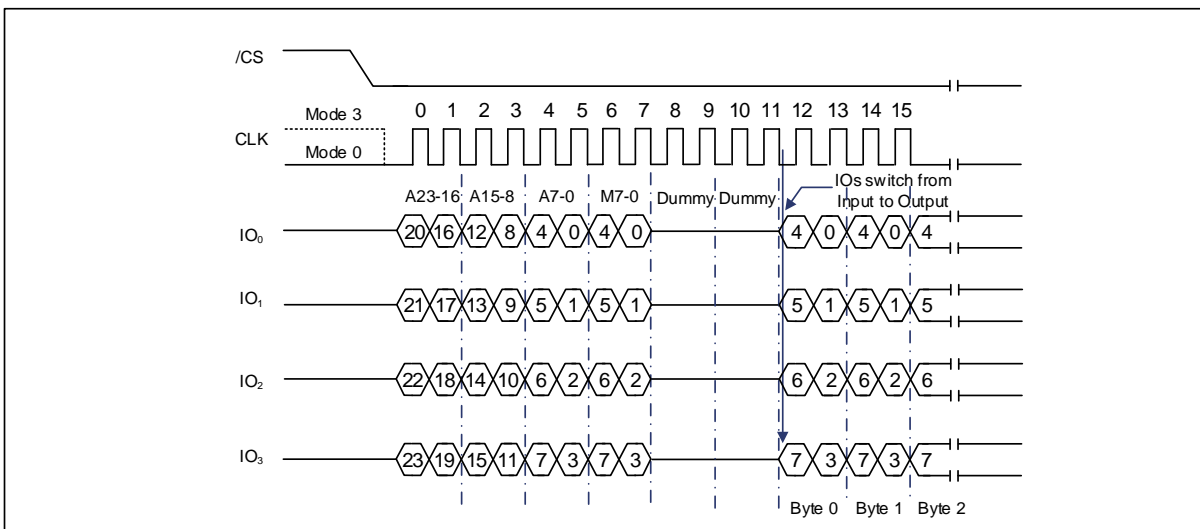 /CS
Mode 3 0 1 2 3 4 5 6 7 8 9 10 11 12 13 14 15
CLK
Mode 0
IOs switch from
A23-16 A15-8 A7-0 M7-0 Dummy Dummy Input to Output
IO0 20 16 12 8 4 0 4 0 4 0 4 0 4
IO1 21 17 13 9 5 1 5 1 5 1 5 1 5
IO2 22 18 14 10 6 2 6 2 6 2 6 2 6
IO3 23 19 15 11 7 3 7 3 7 3 7 3 7
Byte 0 Byte 1 Byte 2